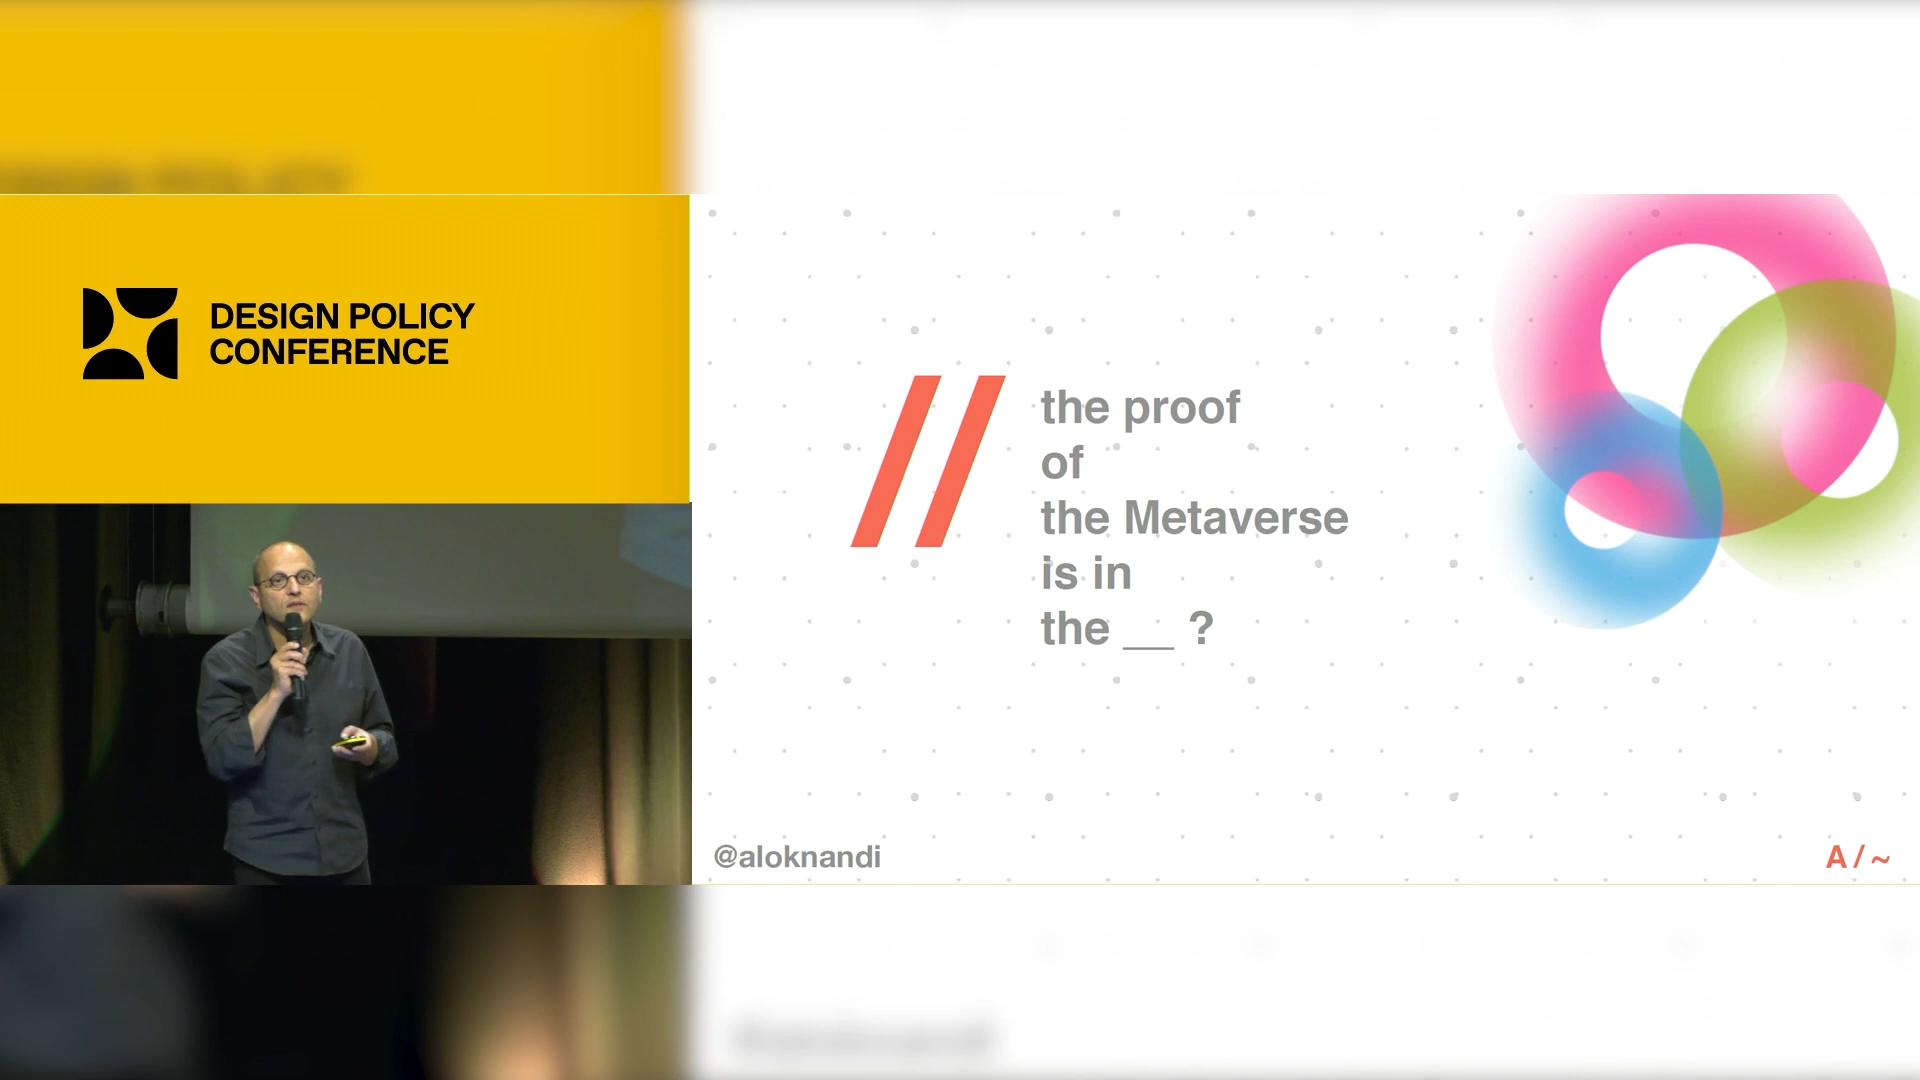 DESIGN POLICY
CONFERENCE
//
the proof
of
the Metaverse
is in
the __ ?
@aloknandi
A / ~